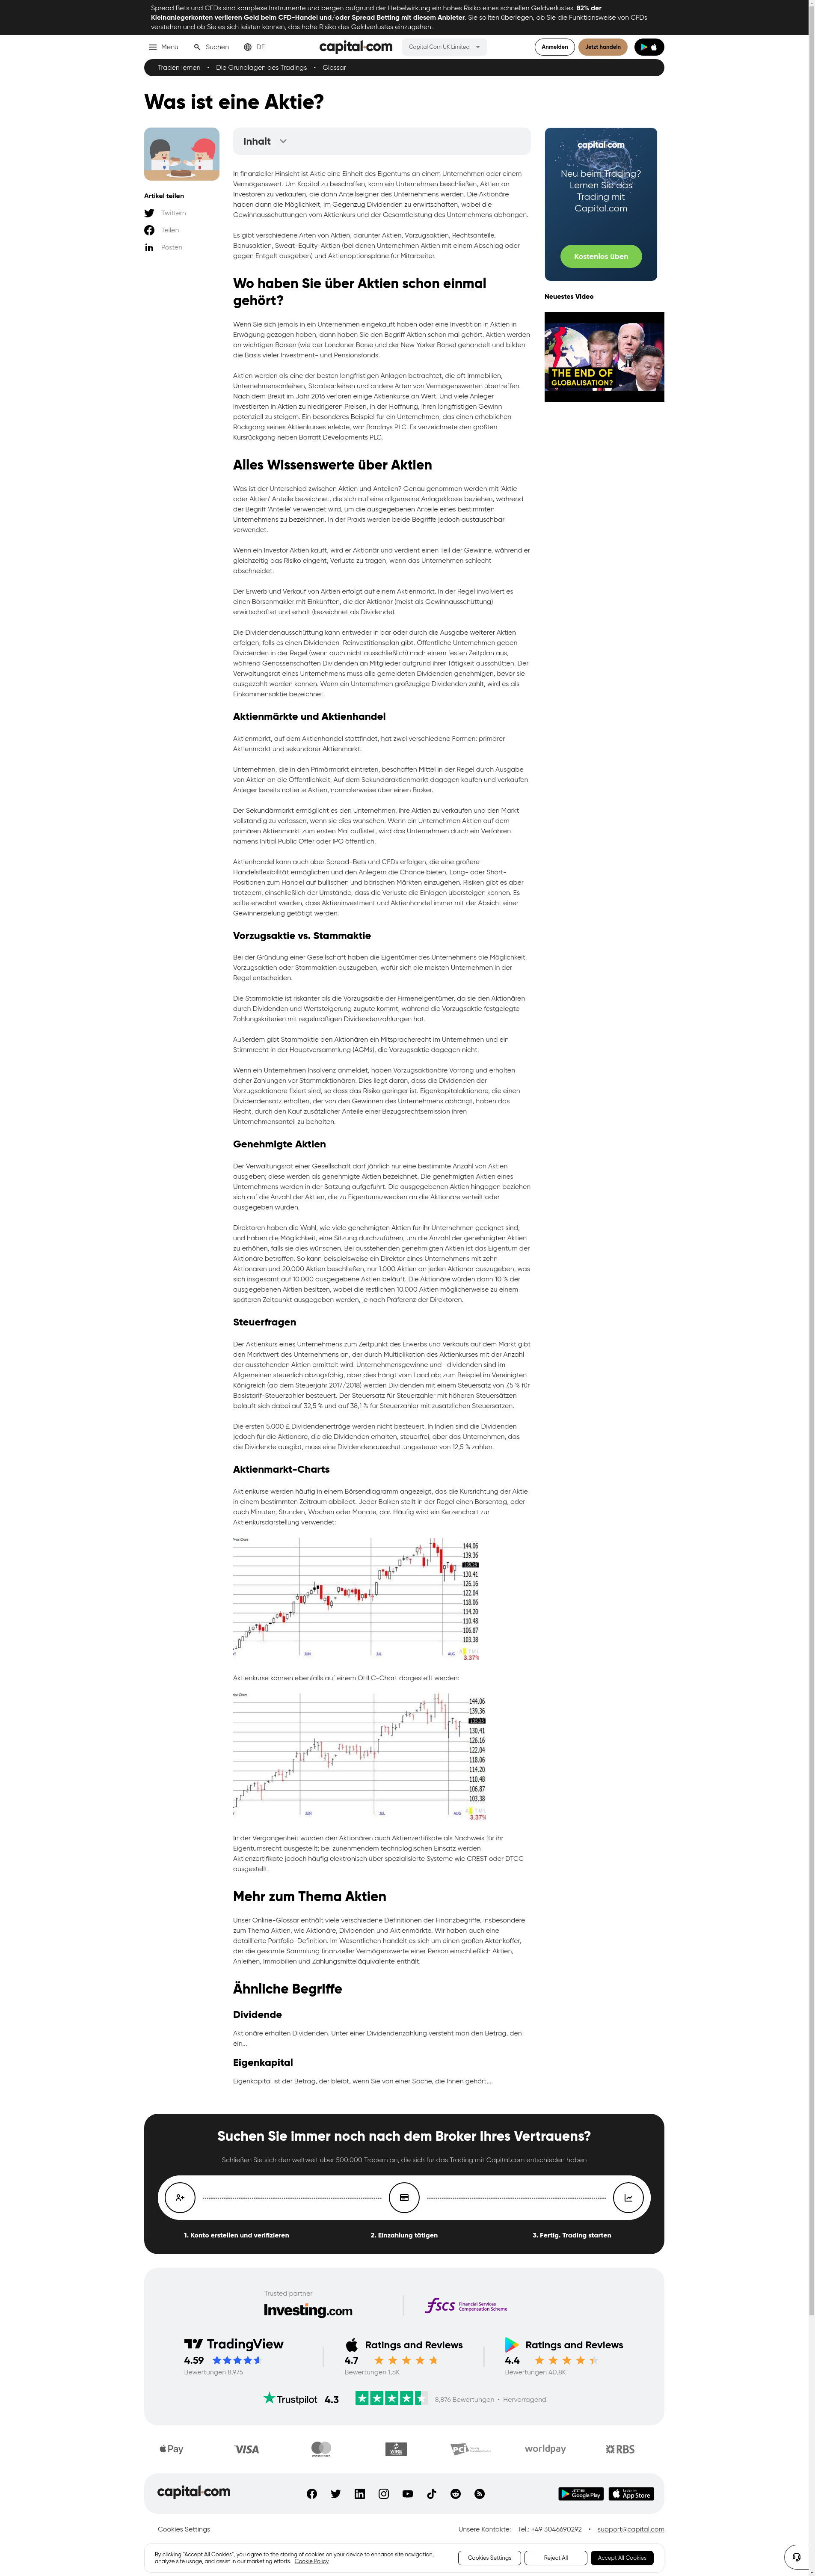 Spread Bets und CFDs sind komplexe Instrumente und bergen aufgrund der Hebelwirkung ein hohes Risiko eines schnellen Geldverlustes. 82% der
Kleinanlegerkonten verlieren Geld beim CFD-Handel und/oder Spread Betting mit diesem Anbieter. Sie sollten überlegen, ob Sie die Funktionsweise von CFDs
verstehen und ob Sie es sich leisten können, das hohe Risiko des Geldverlustes einzugehen.
Menü Suchen DE capital.com Capital Com UK Limited Anmelden Jetzt handeln
Traden lernen • Die Grundlagen des Tradings • Glossar
Was ist eine Aktie?
Artikel teilen
Twittern
Teilen
Posten
Inhalt
In finanzieller Hinsicht ist Aktie eine Einheit des Eigentums an einem Unternehmen oder einem
Vermögenswert. Um Kapital zu beschaffen, kann ein Unternehmen beschließen, Aktien an
Investoren zu verkaufen, die dann Anteilseigner des Unternehmens werden. Die Aktionäre
haben dann die Möglichkeit, im Gegenzug Dividenden zu erwirtschaften, wobei die
Gewinnausschüttungen vom Aktienkurs und der Gesamtleistung des Unternehmens abhängen.
Es gibt verschiedene Arten von Aktien, darunter Aktien, Vorzugsaktien, Rechtsanteile,
Bonusaktien, Sweat-Equity-Aktien (bei denen Unternehmen Aktien mit einem Abschlag oder
gegen Entgelt ausgeben) und Aktienoptionspläne für Mitarbeiter.
Wo haben Sie über Aktien schon einmal
gehört?
Wenn Sie sich jemals in ein Unternehmen eingekauft haben oder eine Investition in Aktien in
Erwägung gezogen haben, dann haben Sie den Begriff Aktien schon mal gehört. Aktien werden
an wichtigen Börsen (wie der Londoner Börse und der New Yorker Börse) gehandelt und bilden
die Basis vieler Investment- und Pensionsfonds.
Aktien werden als eine der besten langfristigen Anlagen betrachtet, die oft Immobilien,
Unternehmensanleihen, Staatsanleihen und andere Arten von Vermögenswerten übertreffen.
Nach dem Brexit im Jahr 2016 verloren einige Aktienkurse an Wert. Und viele Anleger
investierten in Aktien zu niedrigeren Preisen, in der Hoffnung, ihren langfristigen Gewinn
potenziell zu steigern. Ein besonderes Beispiel für ein Unternehmen, das einen erheblichen
Rückgang seines Aktienkurses erlebte, war Barclays PLC. Es verzeichnete den größten
Kursrückgang neben Barratt Developments PLC.
Alles Wissenswerte über Aktien
Was ist der Unterschied zwischen Aktien und Anteilen? Genau genommen werden mit 'Aktie
oder Aktien' Anteile bezeichnet, die sich auf eine allgemeine Anlageklasse beziehen, während
der Begriff 'Anteile' verwendet wird, um die ausgegebenen Anteile eines bestimmten
Unternehmens zu bezeichnen. In der Praxis werden beide Begriffe jedoch austauschbar
verwendet.
Wenn ein Investor Aktien kauft, wird er Aktionär und verdient einen Teil der Gewinne, während er
gleichzeitig das Risiko eingeht, Verluste zu tragen, wenn das Unternehmen schlecht
abschneidet.
Der Erwerb und Verkauf von Aktien erfolgt auf einem Aktienmarkt. In der Regel involviert es
einen Börsenmakler mit Einkünften, die der Aktionär (meist als Gewinnausschüttung)
erwirtschaftet und erhält (bezeichnet als Dividende).
Die Dividendenausschüttung kann entweder in bar oder durch die Ausgabe weiterer Aktien
erfolgen, falls es einen Dividenden-Reinvestitionsplan gibt. Öffentliche Unternehmen geben
Dividenden in der Regel (wenn auch nicht ausschließlich) nach einem festen Zeitplan aus,
während Genossenschaften Dividenden an Mitglieder aufgrund ihrer Tätigkeit ausschütten. Der
Verwaltungsrat eines Unternehmens muss alle gemeldeten Dividenden genehmigen, bevor sie
ausgezahlt werden können. Wenn ein Unternehmen großzügige Dividenden zahlt, wird es als
Einkommensaktie bezeichnet.
Aktienmärkte und Aktienhandel
Aktienmarkt, auf dem Aktienhandel stattfindet, hat zwei verschiedene Formen: primärer
Aktienmarkt und sekundärer Aktienmarkt.
Unternehmen, die in den Primärmarkt eintreten, beschaffen Mittel in der Regel durch Ausgabe
von Aktien an die Öffentlichkeit. Auf dem Sekundäraktienmarkt dagegen kaufen und verkaufen
Anleger bereits notierte Aktien, normalerweise über einen Broker.
Der Sekundärmarkt ermöglicht es den Unternehmen, ihre Aktien zu verkaufen und den Markt
vollständig zu verlassen, wenn sie dies wünschen. Wenn ein Unternehmen Aktien auf dem
primären Aktienmarkt zum ersten Mal auflistet, wird das Unternehmen durch ein Verfahren
namens Initial Public Offer oder IPO öffentlich.
Aktienhandel kann auch über Spread-Bets und CFDs erfolgen, die eine größere
Handelsflexibilität ermöglichen und den Anlegern die Chance bieten, Long- oder Short-
Positionen zum Handel auf bullischen und bärischen Märkten einzugehen. Risiken gibt es aber
trotzdem, einschließlich der Umstände, dass die Verluste die Einlagen übersteigen können. Es
sollte erwähnt werden, dass Aktieninvestment und Aktienhandel immer mit der Absicht einer
Gewinnerzielung getätigt werden.
Vorzugsaktie vs. Stammaktie
Bei der Gründung einer Gesellschaft haben die Eigentümer des Unternehmens die Möglichkeit,
Vorzugsaktien oder Stammaktien auszugeben, wofür sich die meisten Unternehmen in der
Regel entscheiden.
Die Stammaktie ist riskanter als die Vorzugsaktie der Firmeneigentümer, da sie den Aktionären
durch Dividenden und Wertsteigerung zugute kommt, während die Vorzugsaktie festgelegte
Zahlungskriterien mit regelmäßigen Dividendenzahlungen hat.
Außerdem gibt Stammaktie den Aktionären ein Mitspracherecht im Unternehmen und ein
Stimmrecht in der Hauptversammlung (AGMs), die Vorzugsaktie dagegen nicht.
Wenn ein Unternehmen Insolvenz anmeldet, haben Vorzugsaktionäre Vorrang und erhalten
daher Zahlungen vor Stammaktionären. Dies liegt daran, dass die Dividenden der
Vorzugsaktionäre fixiert sind, so dass das Risiko geringer ist. Eigenkapitalaktionäre, die einen
Dividendensatz erhalten, der von den Gewinnen des Unternehmens abhängt, haben das
Recht, durch den Kauf zusätzlicher Anteile einer Bezugsrechtsemission ihren
Unternehmensanteil zu behalten.
Genehmigte Aktien
Der Verwaltungsrat einer Gesellschaft darf jährlich nur eine bestimmte Anzahl von Aktien
ausgeben; diese werden als genehmigte Aktien bezeichnet. Die genehmigten Aktien eines
Unternehmens werden in der Satzung aufgeführt. Die ausgegebenen Aktien hingegen beziehen
sich auf die Anzahl der Aktien, die zu Eigentumszwecken an die Aktionäre verteilt oder
ausgegeben wurden.
Direktoren haben die Wahl, wie viele genehmigten Aktien für ihr Unternehmen geeignet sind,
und haben die Möglichkeit, eine Sitzung durchzuführen, um die Anzahl der genehmigten Aktien
zu erhöhen, falls sie dies wünschen. Bei ausstehenden genehmigten Aktien ist das Eigentum der
Aktionäre betroffen. So kann beispielsweise ein Direktor eines Unternehmens mit zehn
Aktionären und 20.000 Aktien beschließen, nur 1.000 Aktien an jeden Aktionär auszugeben, was
sich insgesamt auf 10.000 ausgegebene Aktien beläuft. Die Aktionäre würden dann 10 % der
ausgegebenen Aktien besitzen, wobei die restlichen 10.000 Aktien möglicherweise zu einem
späteren Zeitpunkt ausgegeben werden, je nach Präferenz der Direktoren.
Steuerfragen
Der Aktienkurs eines Unternehmens zum Zeitpunkt des Erwerbs und Verkaufs auf dem Markt gibt
den Marktwert des Unternehmens an, der durch Multiplikation des Aktienkurses mit der Anzahl
der ausstehenden Aktien ermittelt wird. Unternehmensgewinne und -dividenden sind im
Allgemeinen steuerlich abzugsfähig, aber dies hängt vom Land ab; zum Beispiel im Vereinigten
Königreich (ab dem Steuerjahr 2017/2018) werden Dividenden mit einem Steuersatz von 7,5 % für
Basistarif-Steuerzahler besteuert. Der Steuersatz für Steuerzahler mit höheren Steuersätzen
beläuft sich dabei auf 32,5 % und auf 38,1 % für Steuerzahler mit zusätzlichen Steuersätzen.
Die ersten 5.000 £ Dividendenerträge werden nicht besteuert. In Indien sind die Dividenden
jedoch für die Aktionäre, die die Dividenden erhalten, steuerfrei, aber das Unternehmen, das
die Dividende ausgibt, muss eine Dividendenausschüttungssteuer von 12,5 % zahlen.
Aktienmarkt-Charts
Aktienkurse werden häufig in einem Börsendiagramm angezeigt, das die Kursrichtung der Aktie
in einem bestimmten Zeitraum abbildet. Jeder Balken stellt in der Regel einen Börsentag, oder
auch Minuten, Stunden, Wochen oder Monate, dar. Häufig wird ein Kerzenchart zur
Aktienkursdarstellung verwendet:
144.06
139.36
130.41
126.16
122.04
118.06
114.20
110.48
106.87
103.38
JUN JUL AUG
3.37%
Aktienkurse können ebenfalls auf einem OHLC-Chart dargestellt werden:
144.06
139.36
130.41
126.16
122.04
118.06
114.20
110.48
106.87
103.38
JUN JUL AUG
3.37%
In der Vergangenheit wurden den Aktionären auch Aktienzertifikate als Nachweis für ihr
Eigentumsrecht ausgestellt; bei zunehmendem technologischen Einsatz werden
Aktienzertifikate jedoch häufig elektronisch über spezialisierte Systeme wie CREST oder DTCC
ausgestellt.
Mehr zum Thema Aktien
Unser Online-Glossar enthält viele verschiedene Definitionen der Finanzbegriffe, insbesondere
zum Thema Aktien, wie Aktionäre, Dividenden und Aktienmärkte. Wir haben auch eine
detaillierte Portfolio-Definition. Im Wesentlichen handelt es sich um einen großen Aktenkoffer,
der die gesamte Sammlung finanzieller Vermögenswerte einer Person einschließlich Aktien,
Anleihen, Immobilien und Zahlungsmitteläquivalente enthält.
Ähnliche Begriffe
Dividende
Aktionäre erhalten Dividenden. Unter einer Dividendenzahlung versteht man den Betrag, den
ein...
Eigenkapital
Eigenkapital ist der Betrag, der bleibt, wenn Sie von einer Sache, die Ihnen gehört,...
capital.com
Neu beim Trading?
Lernen Sie das
Trading mit
Capital.com
Kostenlos üben
Neuestes Video
THE END OF
GLOBALISATION?
Suchen Sie immer noch nach dem Broker Ihres Vertrauens?
Schließen Sie sich den weltweit über 500.000 Tradern an, die sich für das Trading mit Capital.com entschieden haben
1. Konto erstellen und verifizieren 2. Einzahlung tätigen 3. Fertig. Trading starten
Trusted partner
Investing.com fscs Financial Services
Compensation Scheme
TradingView Ratings and Reviews Ratings and Reviews
4.59 4.7 4.4
Bewertungen 8,975 Bewertungen 1,5K Bewertungen 40,8K
Trustpilot 4.3 8,876 Bewertungen • Hervorragend
Pay VISA PCI worldpay RBS
capital.com Google Play App Store
Cookies Settings Unsere Kontakte: Tel.: +49 3046690292 • support@capital.com
By clicking “Accept All Cookies”, you agree to the storing of cookies on your device to enhance site navigation,
analyze site usage, and assist in our marketing efforts. Cookie Policy
Cookies Settings Reject All Accept All Cookies